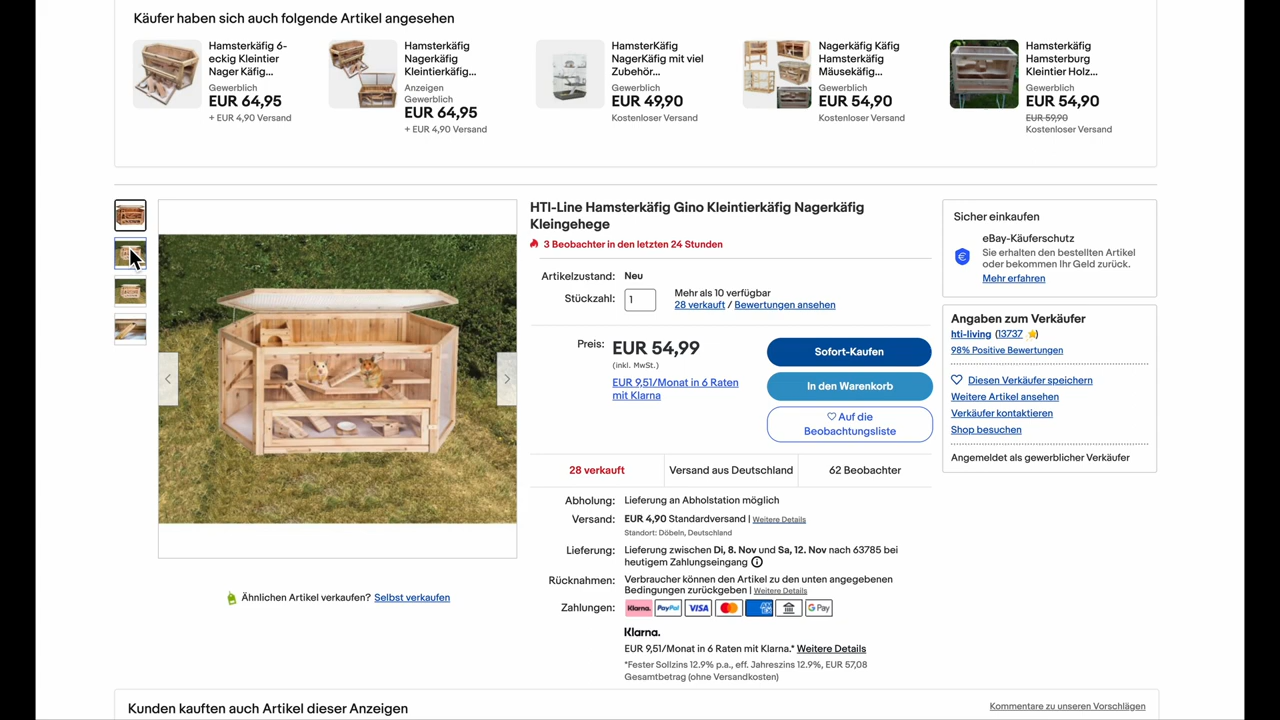 Käufer haben sich auch folgende Artikel angesehen
Hamsterkäfig 6-
eckig Kleintier
Nager Käfig...
Gewerblich
EUR 64,95
+ EUR 4,90 Versand
Hamsterkäfig
Nagerkäfig
Kleintierkäfig...
Anzeigen
Gewerblich
EUR 64,95
+ EUR 4,90 Versand
HamsterKäfig
NagerKäfig mit viel
Zubehör...
Gewerblich
EUR 49,90
Kostenloser Versand
Nagerkäfig Käfig
Hamsterkäfig
Mäusekäfig...
Gewerblich
EUR 54,90
Kostenloser Versand
Hamsterkäfig
Hamsterburg
Kleintier Holz...
Gewerblich
EUR 54,90
EUR 59,90
Kostenloser Versand
HTI-Line Hamsterkäfig Gino Kleintierkäfig Nagerkäfig
Kleingehege
3 Beobachter in den letzten 24 Stunden
Artikelzustand: Neu
Stückzahl: 1
Mehr als 10 verfügbar
28 verkauft / Bewertungen ansehen
Preis: EUR 54,99
(inkl. MwSt.)
EUR 9,51/Monat in 6 Raten
mit Klarna
Sofort-Kaufen
In den Warenkorb
Auf die
Beobachtungsliste
28 verkauft
Versand aus Deutschland
62 Beobachter
Abholung: Lieferung an Abholstation möglich
Versand: EUR 4,90 Standardversand | Weitere Details
Standort: Döbeln, Deutschland
Lieferung: Lieferung zwischen Di, 8. Nov und Sa, 12. Nov nach 63785 bei
heutigem Zahlungseingang
Rücknahmen: Verbraucher können den Artikel zu den unten angegebenen
Bedingungen zurückgeben | Weitere Details
Zahlungen: Klarna. PayPal VISA G Pay
Klarna.
EUR 9,51/Monat in 6 Raten mit Klarna.* Weitere Details
*Fester Sollzins 12.9% p.a., eff. Jahreszins 12.9%, EUR 57,08
Gesamtbetrag (ohne Versandkosten)
Sicher einkaufen
eBay-Käuferschutz
Sie erhalten den bestellten Artikel
oder bekommen Ihr Geld zurück.
Mehr erfahren
Angaben zum Verkäufer
hti-living (13737)
98% Positive Bewertungen
Diesen Verkäufer speichern
Weitere Artikel ansehen
Verkäufer kontaktieren
Shop besuchen
Angemeldet als gewerblicher Verkäufer
Ähnlichen Artikel verkaufen? Selbst verkaufen
Kunden kauften auch Artikel dieser Anzeigen
Kommentare zu unseren Vorschlägen